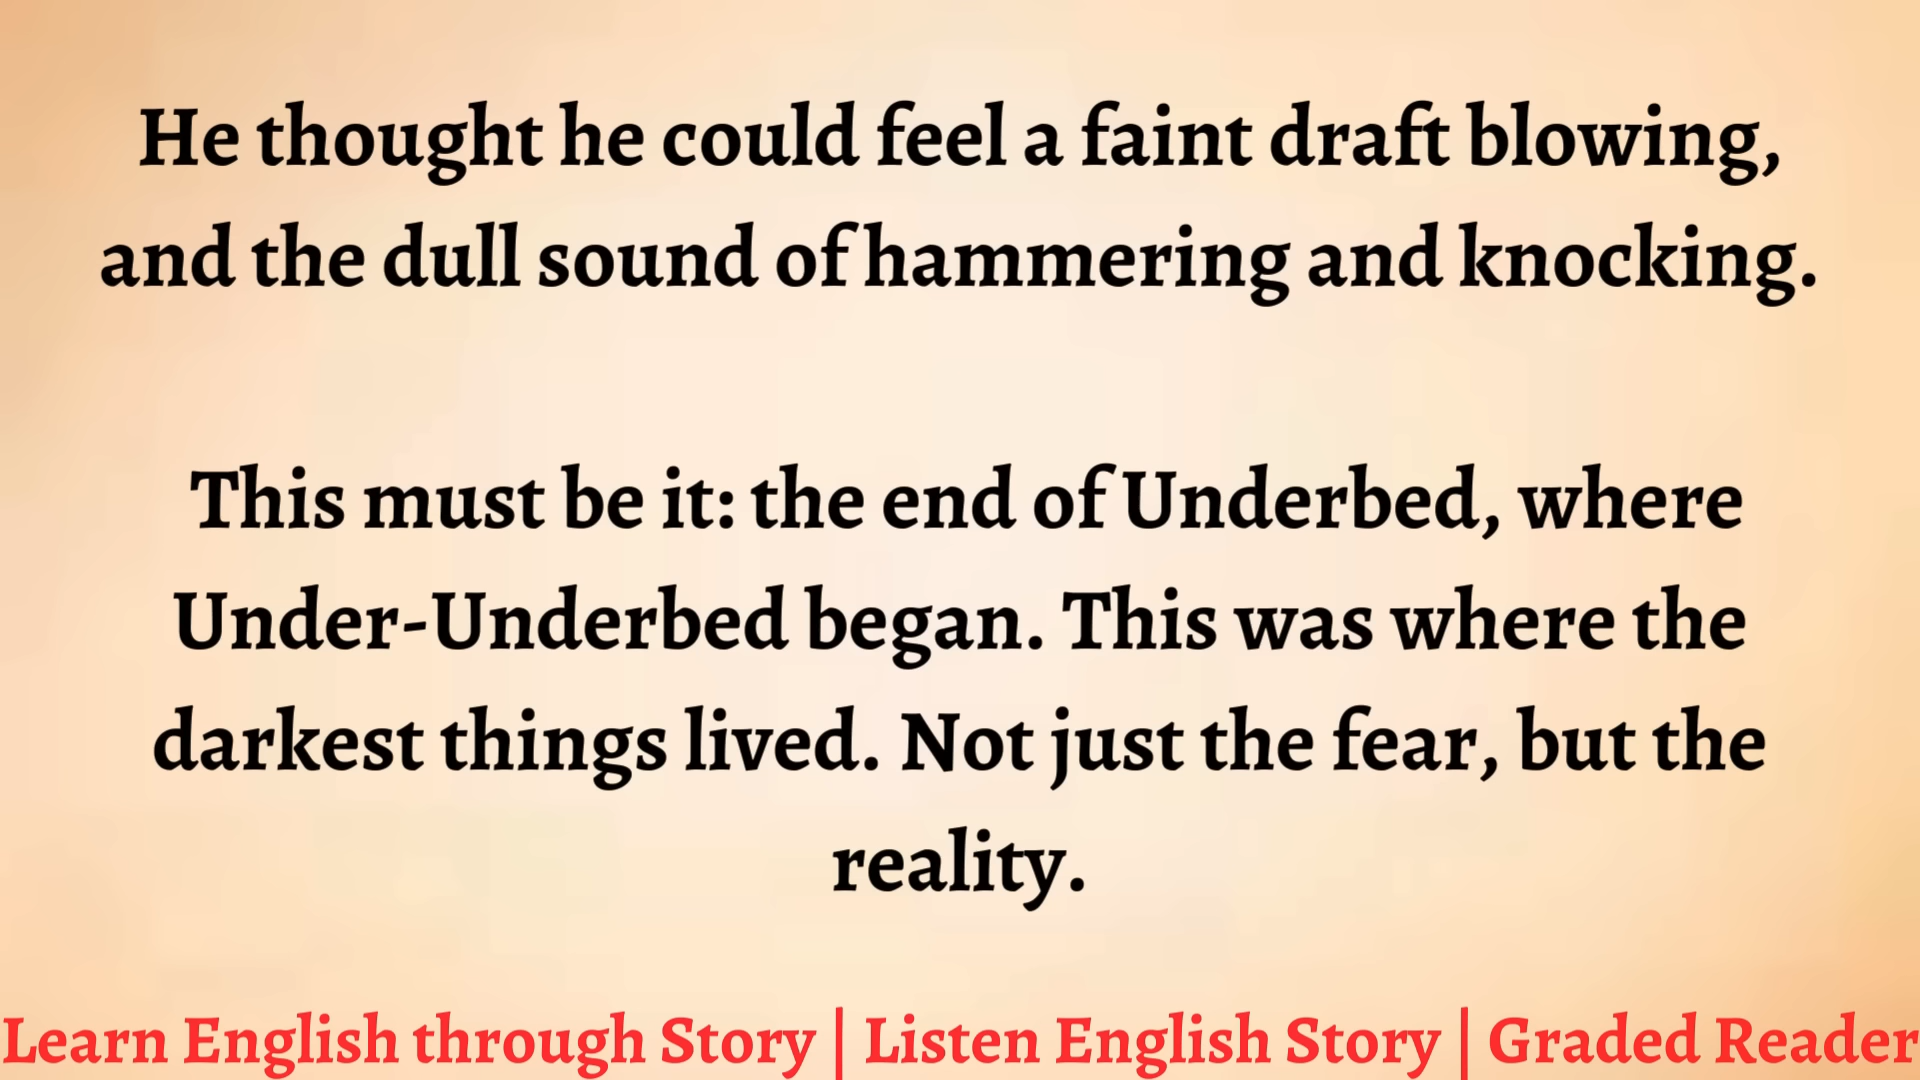 He thought he could feel a faint draft blowing,
and the dull sound of hammering and knocking.
This must be it: the end of Underbed, where
Under-Underbed began. This was where the
darkest things lived. Not just the fear, but the
reality.
Learn English through Story | Listen English Story | Graded Reader